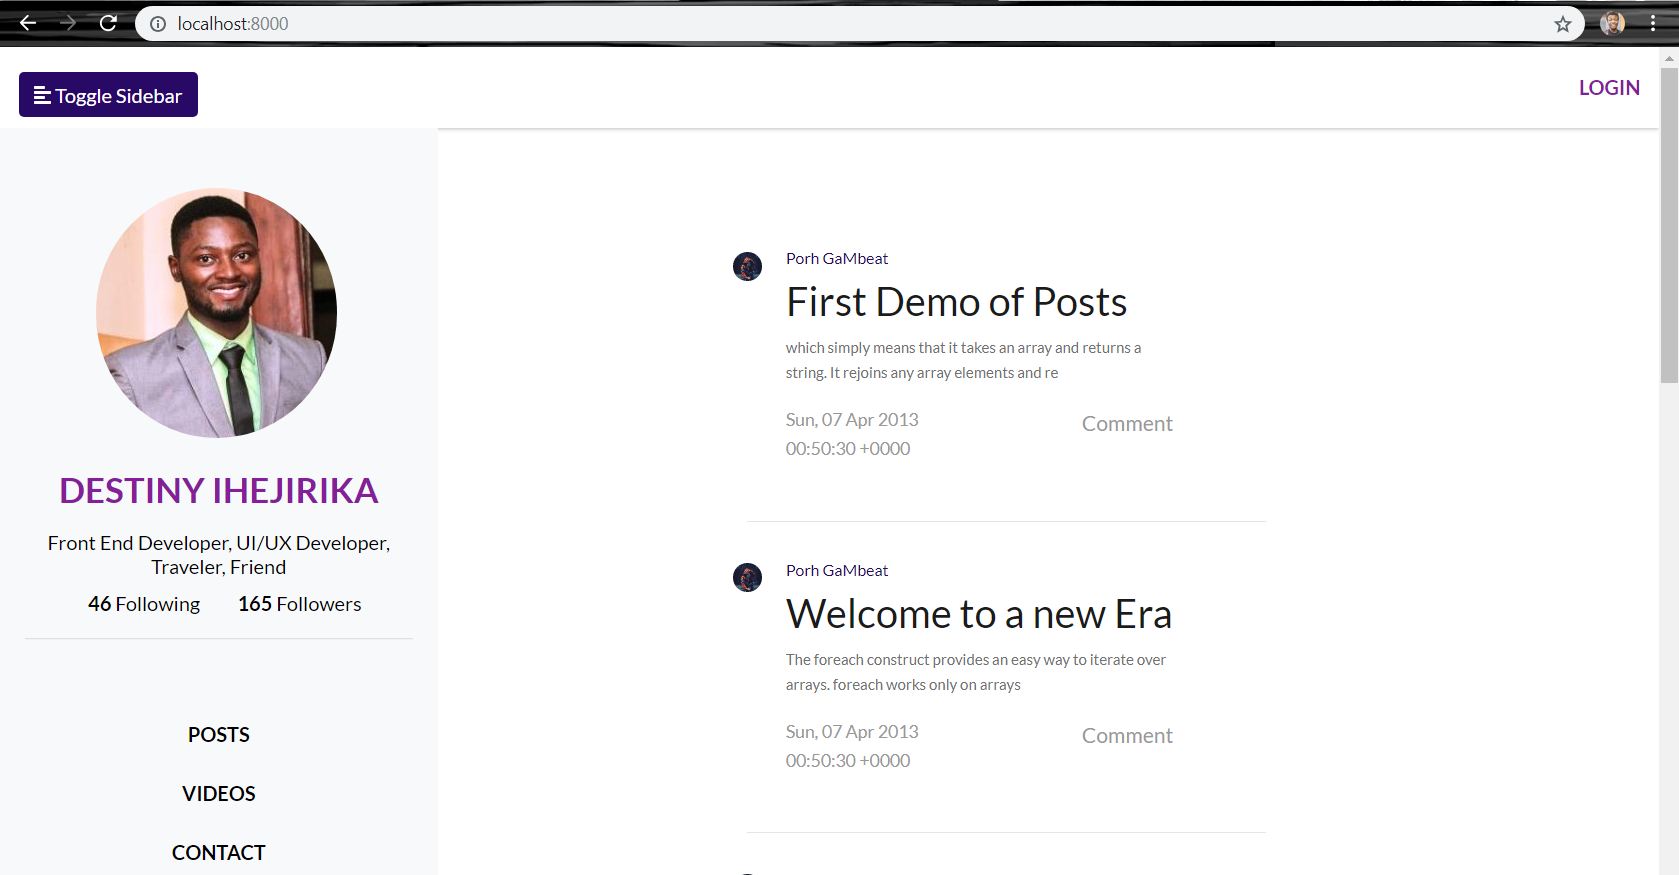 localhost:8000
Toggle Sidebar
LOGIN
DESTINY IHEJIRIKA
Front End Developer, UI/UX Developer,
Traveler, Friend
46 Following 165 Followers
POSTS
VIDEOS
CONTACT
Porh GaMbeat
First Demo of Posts
which simply means that it takes an array and returns a
string. It rejoins any array elements and re
Sun, 07 Apr 2013
00:50:30 +0000
Comment
Porh GaMbeat
Welcome to a new Era
The foreach construct provides an easy way to iterate over
arrays. foreach works only on arrays
Sun, 07 Apr 2013
00:50:30 +0000
Comment